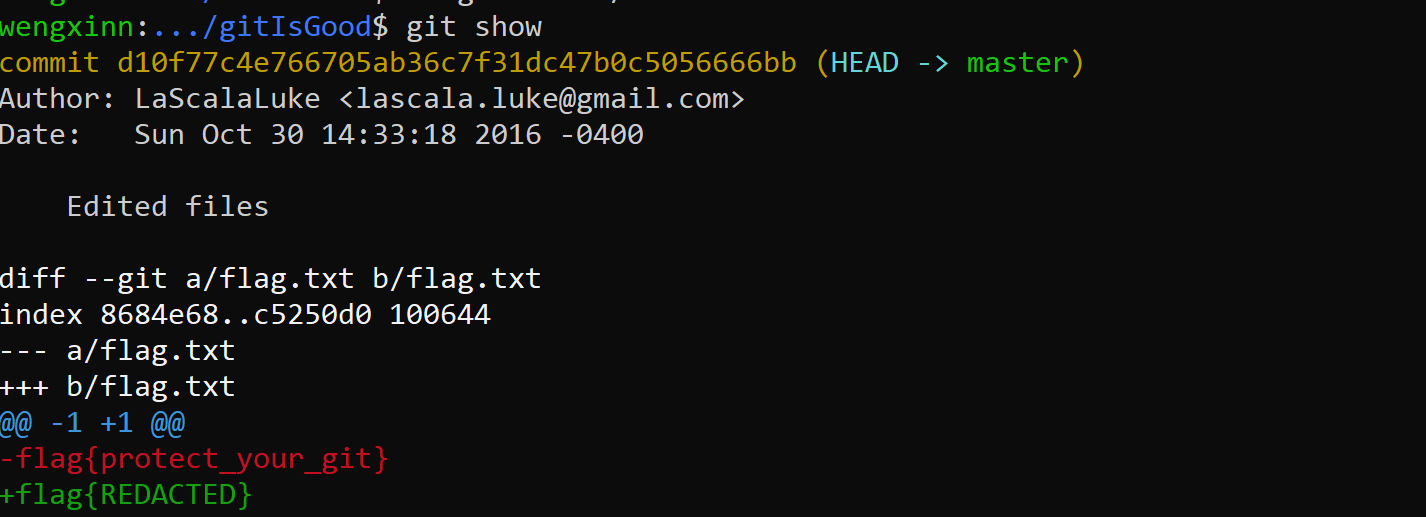 wengxinn:.../gitIsGood$ git show
commit d10f77c4e766705ab36c7f31dc47b0c5056666bb (HEAD -> master)
Author: LaScalaLuke <lascala.luke@gmail.com>
Date:   Sun Oct 30 14:33:18 2016 -0400

    Edited files

diff --git a/flag.txt b/flag.txt
index 8684e68..c5250d0 100644
--- a/flag.txt
+++ b/flag.txt
@@ -1 +1 @@
-flag{protect_your_git}
+flag{REDACTED}